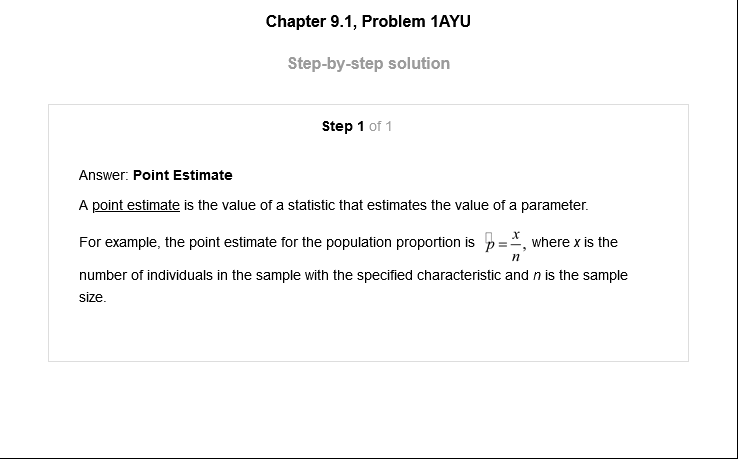 Chapter 9.1, Problem 1AYU
Step-by-step solution
Step 1 of 1
Answer: Point Estimate
A point estimate is the value of a statistic that estimates the value of a parameter.
For example, the point estimate for the population proportion is p̂ = x/n, where x is the
number of individuals in the sample with the specified characteristic and n is the sample
size.